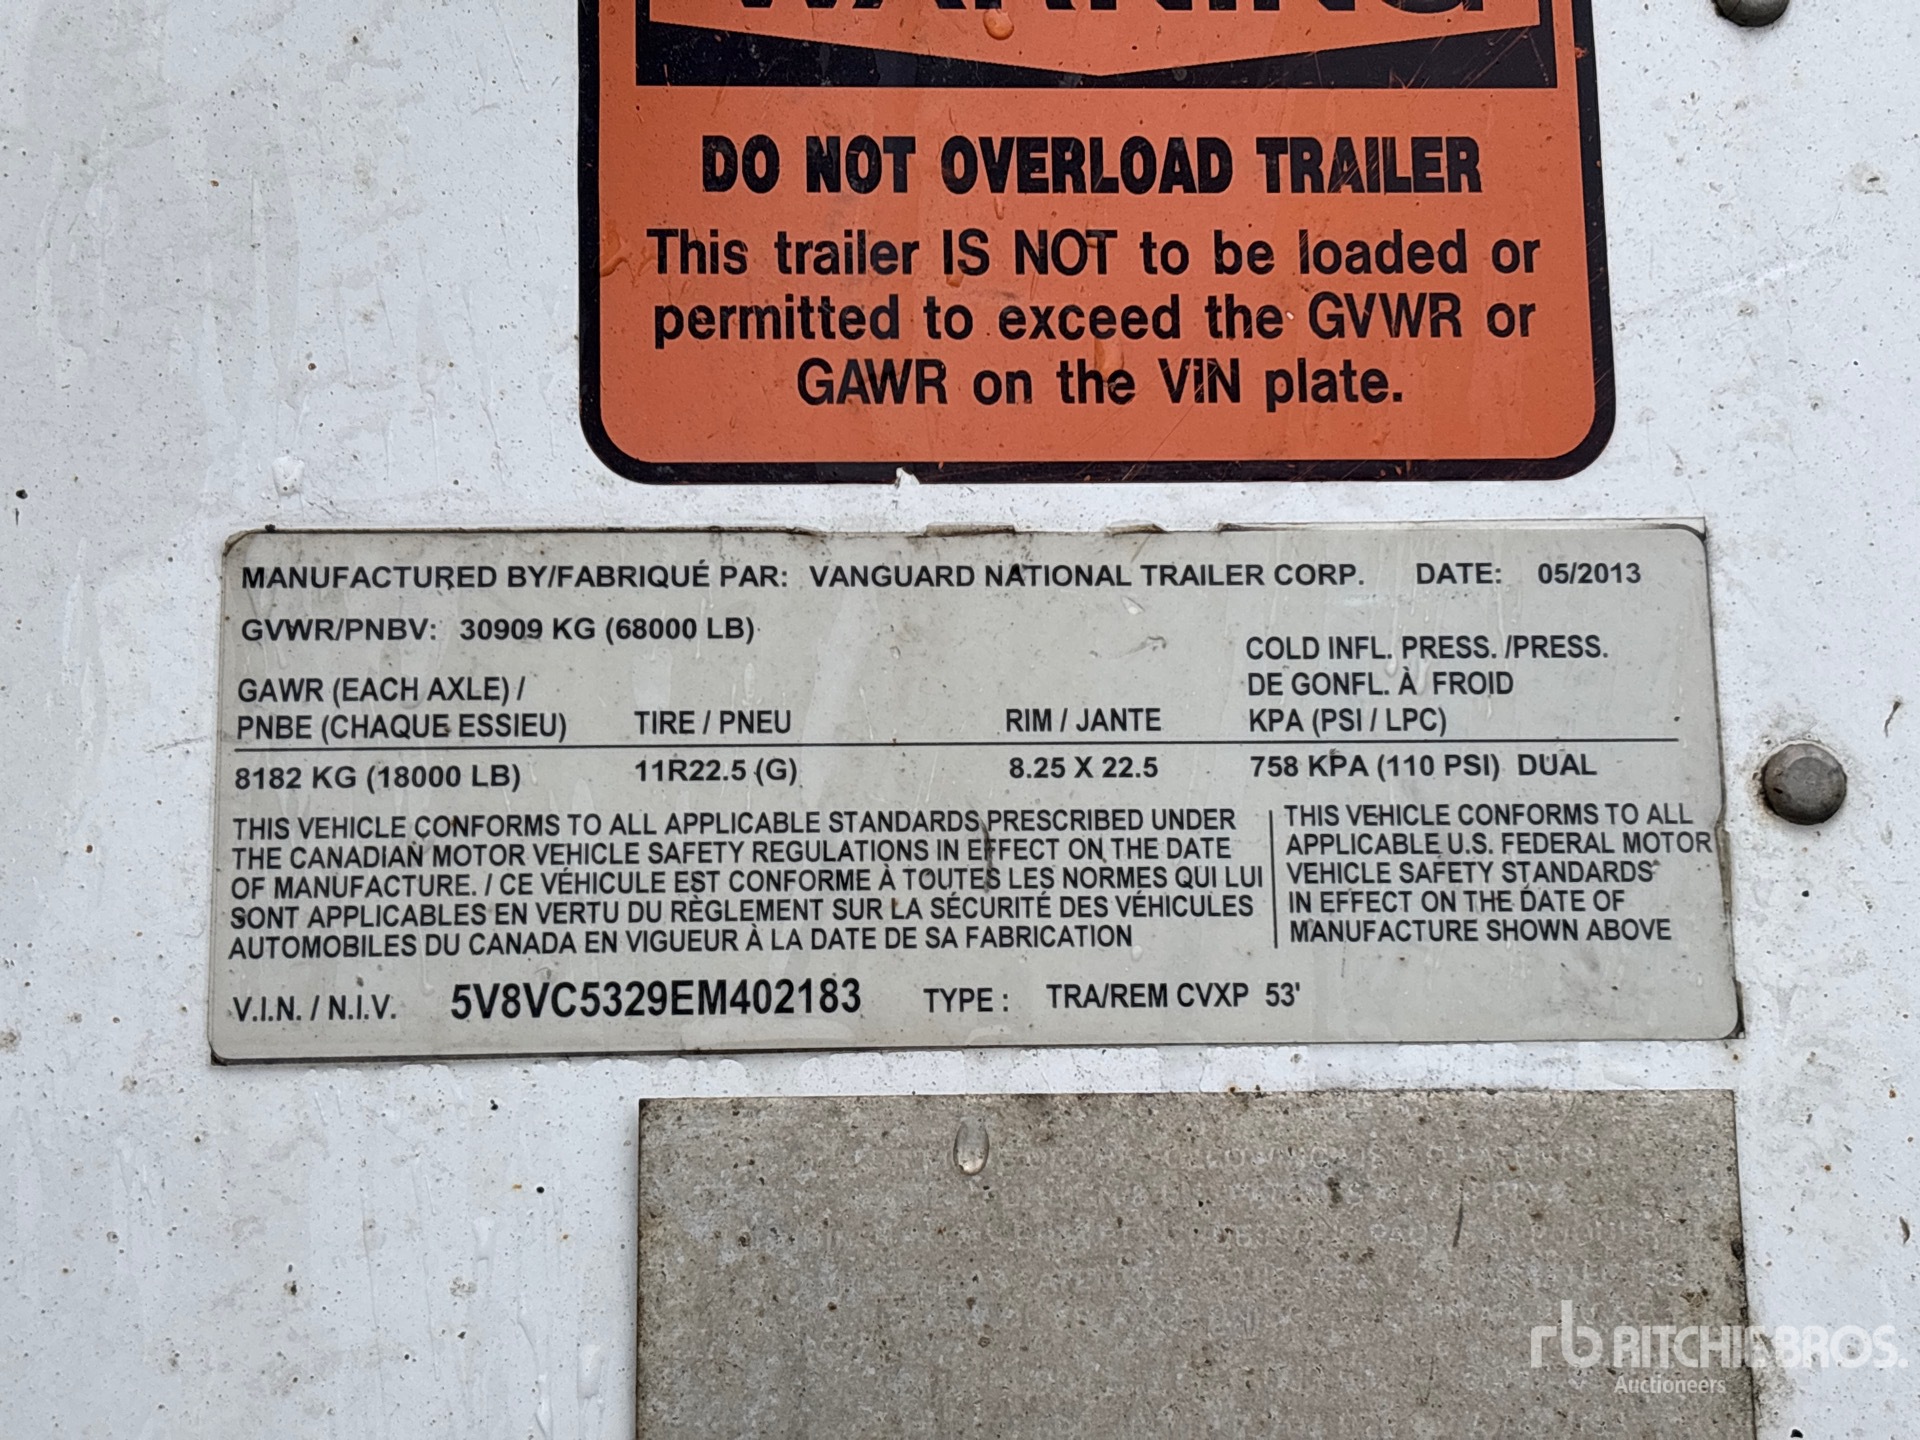 WARNING
DO NOT OVERLOAD TRAILER
This trailer IS NOT to be loaded or
permitted to exceed the GVWR or
GAWR on the VIN plate.
MANUFACTURED BY/FABRIQUÉ PAR: VANGUARD NATIONAL TRAILER CORP. DATE: 05/2013
GVWR/PNBV: 30909 KG (68000 LB)
GAWR (EACH AXLE) /
PNBE (CHAQUE ESSIEU)
TIRE / PNEU
RIM / JANTE
COLD INFL. PRESS. /PRESS.
DE GONFL. À FROID
KPA (PSI / LPC)
8182 KG (18000 LB) 11R22.5 (G) 8.25 X 22.5 758 KPA (110 PSI) DUAL
THIS VEHICLE CONFORMS TO ALL APPLICABLE STANDARDS PRESCRIBED UNDER
THE CANADIAN MOTOR VEHICLE SAFETY REGULATIONS IN EFFECT ON THE DATE
OF MANUFACTURE. / CE VÉHICULE EST CONFORME À TOUTES LES NORMES QUI LUI
SONT APPLICABLES EN VERTU DU RÈGLEMENT SUR LA SÉCURITÉ DES VÉHICULES
AUTOMOBILES DU CANADA EN VIGUEUR À LA DATE DE SA FABRICATION
THIS VEHICLE CONFORMS TO ALL
APPLICABLE U.S. FEDERAL MOTOR
VEHICLE SAFETY STANDARDS
IN EFFECT ON THE DATE OF
MANUFACTURE SHOWN ABOVE
V.I.N. / N.I.V. 5V8VC5329EM402183 TYPE: TRA/REM CVXP 53'
rb RITCHIE BROS.
Auctioneers